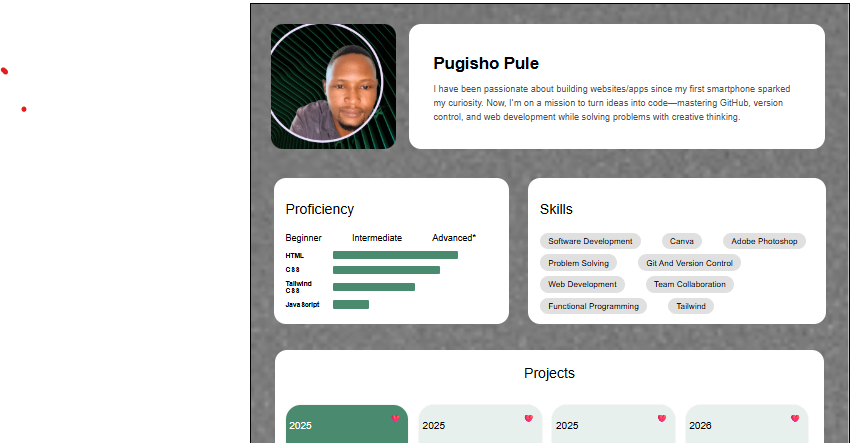 Pugisho Pule
I have been passionate about building websites/apps since my first smartphone sparked
my curiosity. Now, I'm on a mission to turn ideas into code—mastering GitHub, version
control, and web development while solving problems with creative thinking.
Proficiency
Beginner Intermediate Advanced*
HTML
CSS
Tailwind
CSS
JavaScript
Skills
Software Development Canva Adobe Photoshop
Problem Solving Git And Version Control
Web Development Team Collaboration
Functional Programming Tailwind
Projects
2025 2025 2025 2026